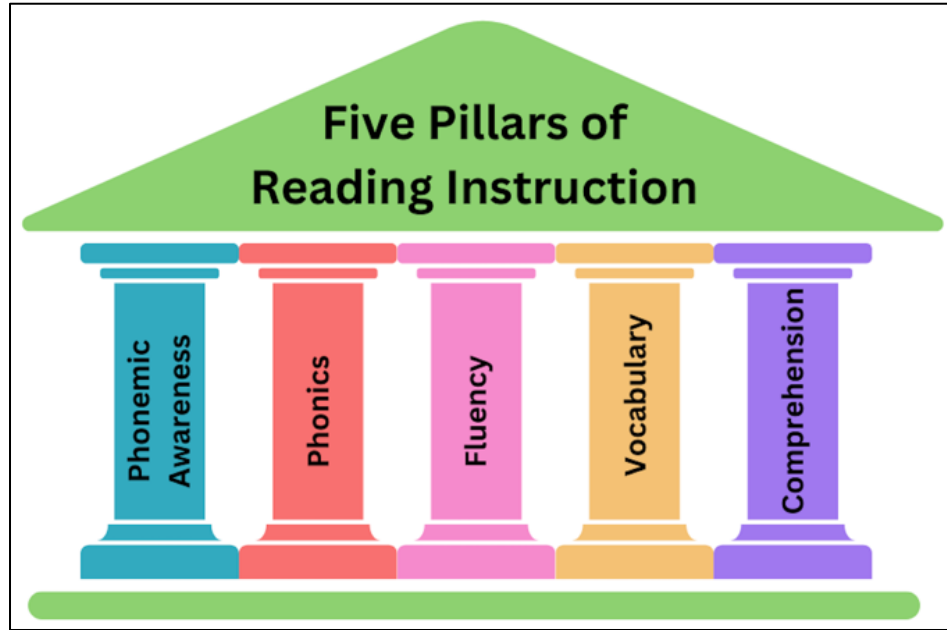 Five Pillars of
Reading Instruction
Phonemic
Awareness
Phonics
Fluency
Vocabulary
Comprehension